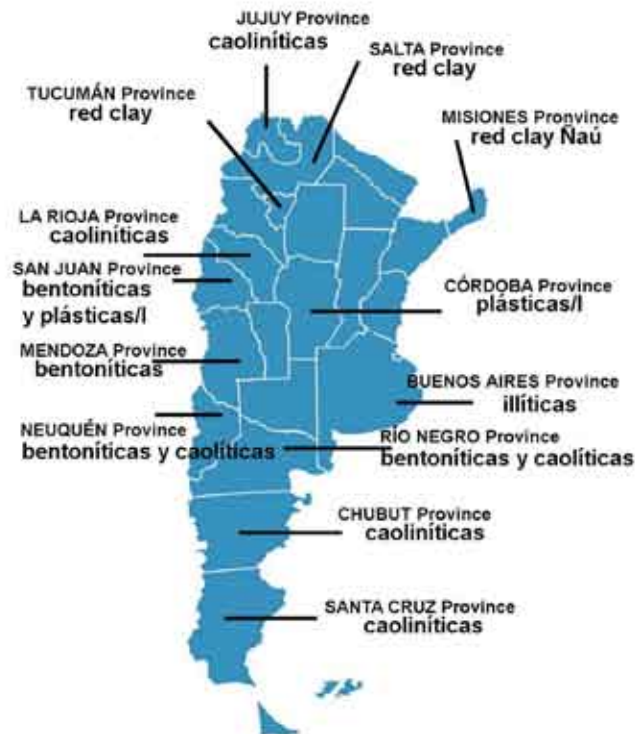 JUJUY Province
caoliníticas
SALTA Province
red clay
TUCUMÁN Province
red clay
MISIONES Pronvince
red clay Ñaú
LA RIOJA Province
caoliníticas
SAN JUAN Province
bentoníticas
y plásticas/l
CÓRDOBA Province
plásticas/l
MENDOZA Province
bentoníticas
BUENOS AIRES Province
illíticas
NEUQUÉN Province
bentoníticas y caolíticas
RÍO NEGRO Province
bentoníticas y caolíticas
CHUBUT Province
caoliníticas
SANTA CRUZ Province
caoliníticas